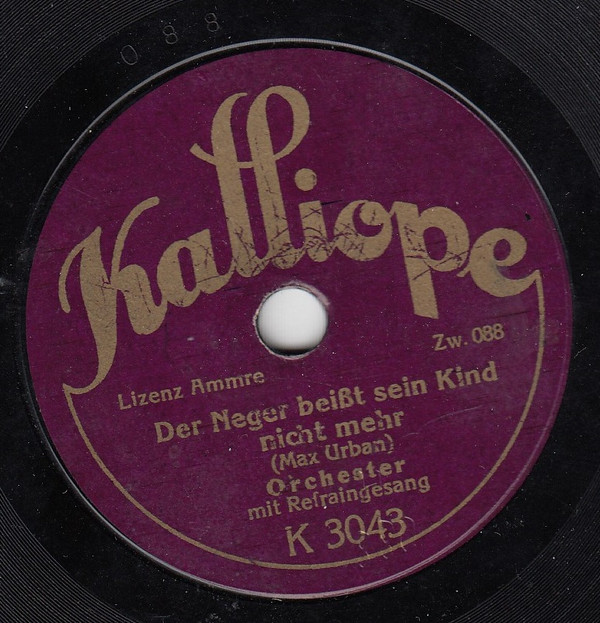 088
Kalliope
Zw. 088
Lizenz Ammre
Der Neger beißt sein Kind
nicht mehr
(Max Urban)
Orchester
mit Refraingesang
K 3043